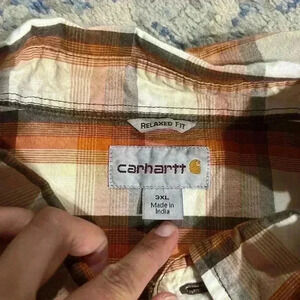 RELAXED FIT
carhartt
3XL
Made in
India